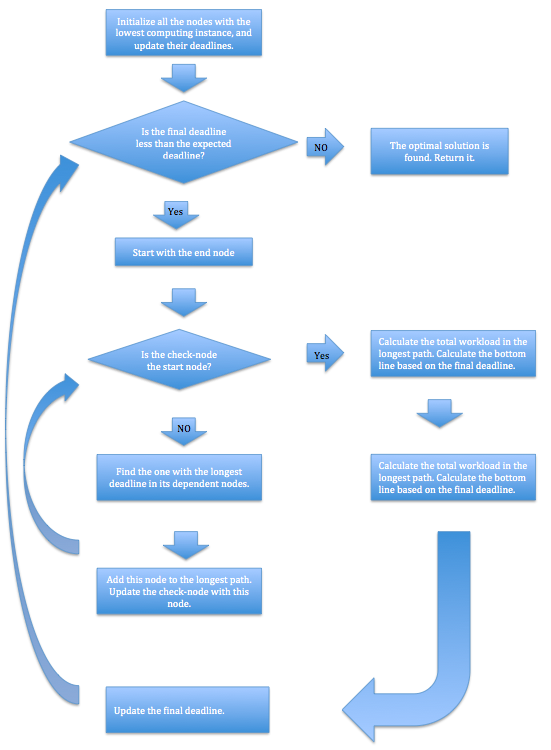 Initialize all the nodes with the
lowest computing instance, and
update their deadlines.
Is the final deadline
less than the expected
deadline?
NO
The optimal solution is
found. Return it.
Yes
Start with the end node
Is the check-node
the start node?
Yes
Calculate the total workload in the
longest path. Calculate the bottom
line based on the final deadline.
NO
Find the one with the longest
deadline in its dependent nodes.
Calculate the total workload in the
longest path. Calculate the bottom
line based on the final deadline.
Add this node to the longest path.
Update the check-node with this
node.
Update the final deadline.